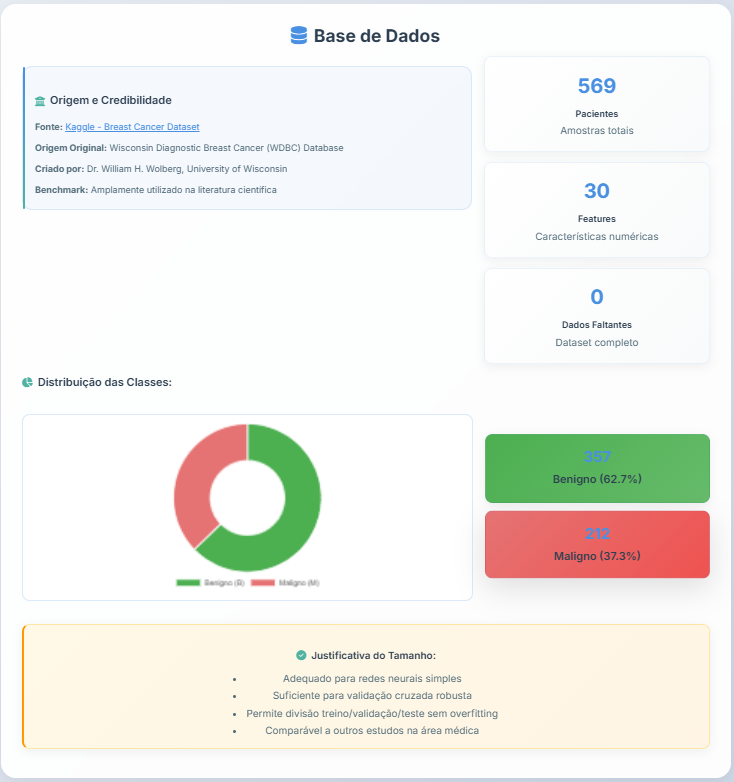 Base de Dados
Origem e Credibilidade
Fonte: Kaggle - Breast Cancer Dataset
Origem Original: Wisconsin Diagnostic Breast Cancer (WDBC) Database
Criado por: Dr. William H. Wolberg, University of Wisconsin
Benchmark: Amplamente utilizado na literatura científica
569
Pacientes
Amostras totais
30
Features
Características numéricas
0
Dados Faltantes
Dataset completo
Distribuição das Classes:
Benigno (B) Maligno (M)
357
Benigno (62.7%)
212
Maligno (37.3%)
Justificativa do Tamanho:
• Adequado para redes neurais simples
• Suficiente para validação cruzada robusta
• Permite divisão treino/validação/teste sem overfitting
• Comparável a outros estudos na área médica